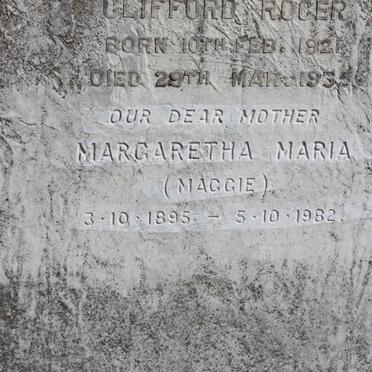 CLIFFORD ROGER
BORN 10TH FEB. 1921.
DIED 29TH MAR. 1935
OUR DEAR MOTHER
MARGARETHA MARIA
(MAGGIE)
3·10·1895 – 5·10·1982.